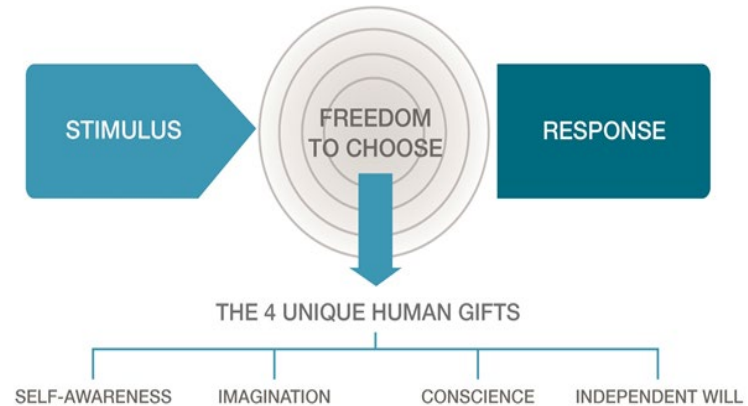 STIMULUS
FREEDOM
TO CHOOSE
RESPONSE
THE 4 UNIQUE HUMAN GIFTS
SELF-AWARENESS
IMAGINATION
CONSCIENCE
INDEPENDENT WILL